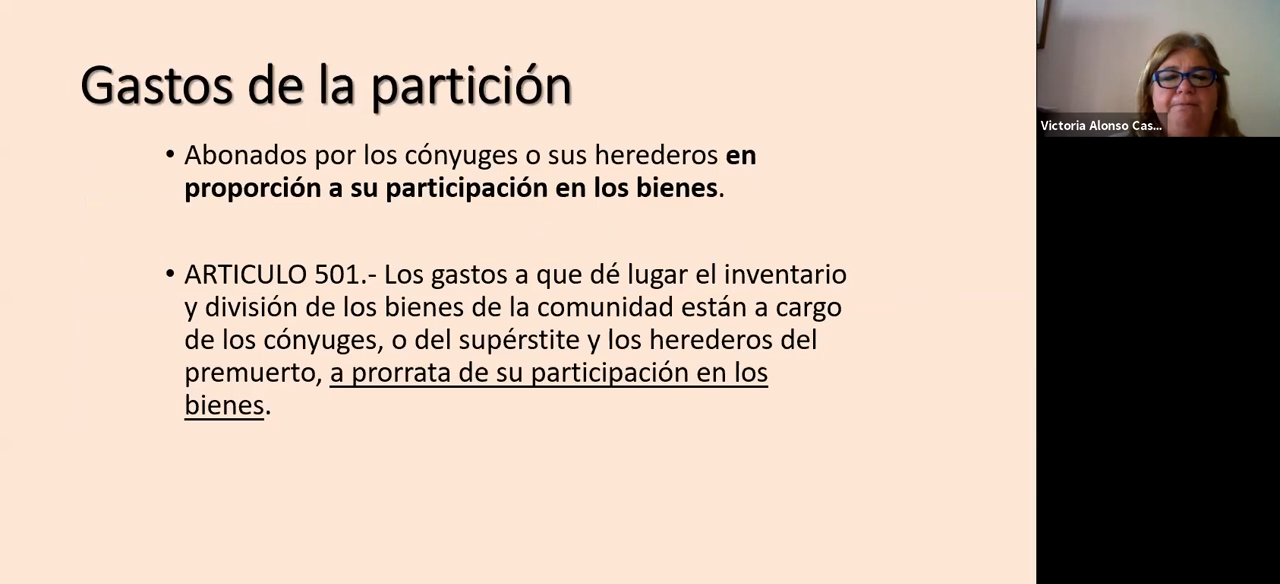 Gastos de la partición
• Abonados por los cónyuges o sus herederos en
proporción a su participación en los bienes.
• ARTICULO 501.- Los gastos a que dé lugar el inventario
y división de los bienes de la comunidad están a cargo
de los cónyuges, o del supérstite y los herederos del
premuerto, a prorrata de su participación en los
bienes.
Victoria Alonso Cas...